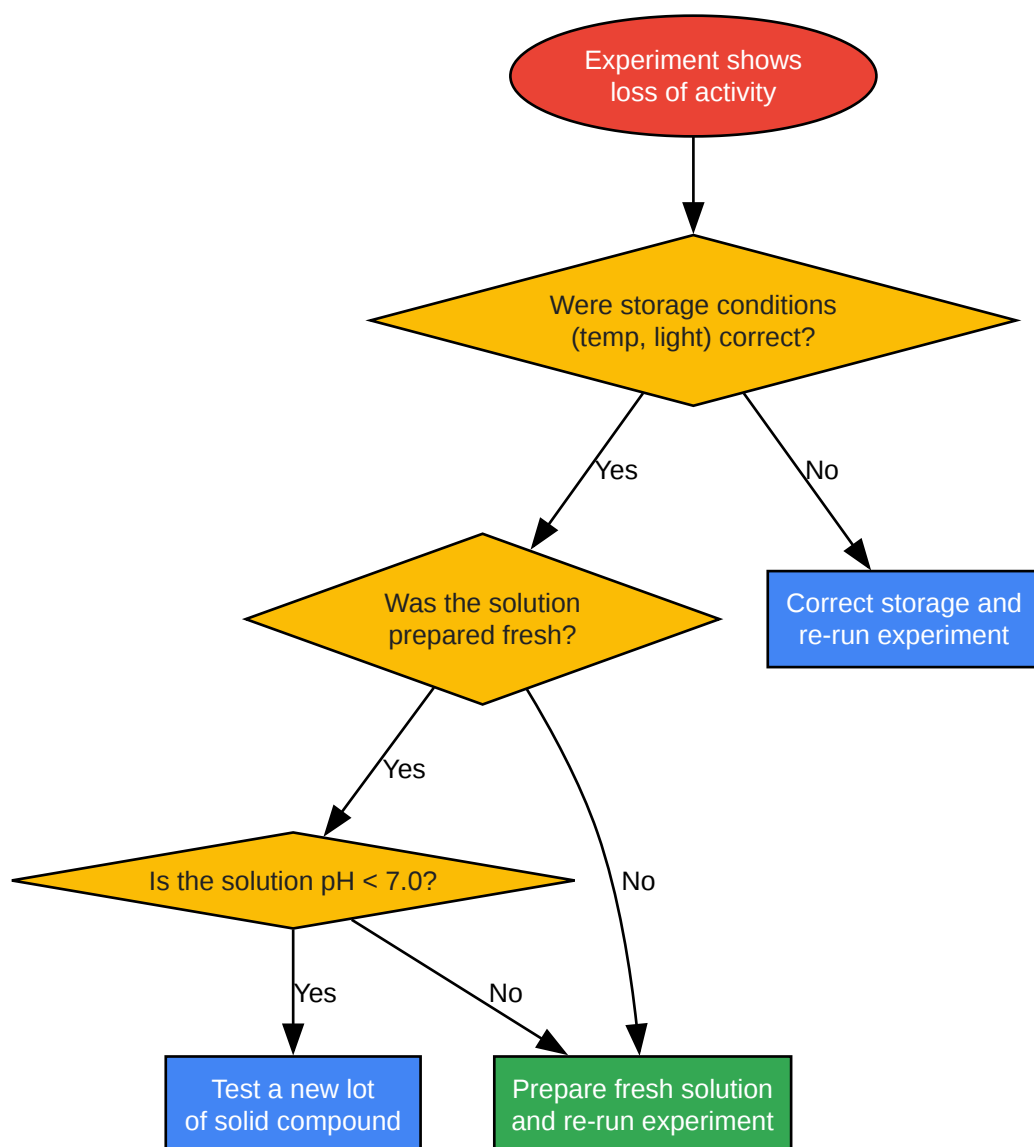 Experiment shows
loss of activity
Were storage conditions
(temp, light) correct?
Yes
No
Was the solution
prepared fresh?
Correct storage and
re-run experiment
Yes
Is the solution pH < 7.0?
No
Yes
No
Test a new lot
of solid compound
Prepare fresh solution
and re-run experiment